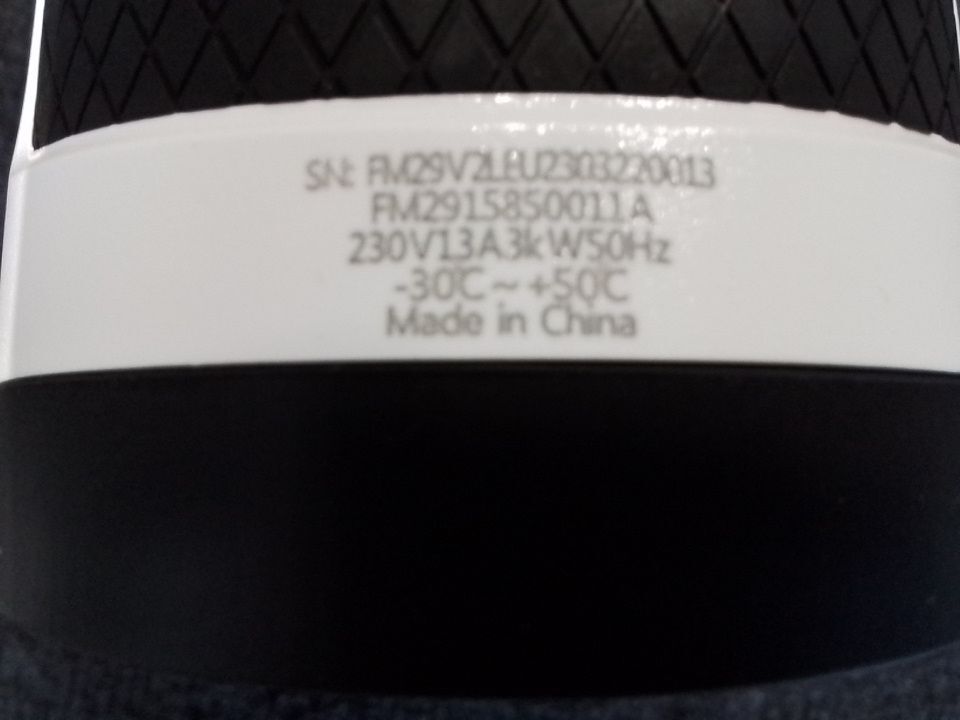 SN: FM29V2LEU2303220013
FM2915850011A
230V13A3kW50Hz
-30℃~+50℃
Made in China